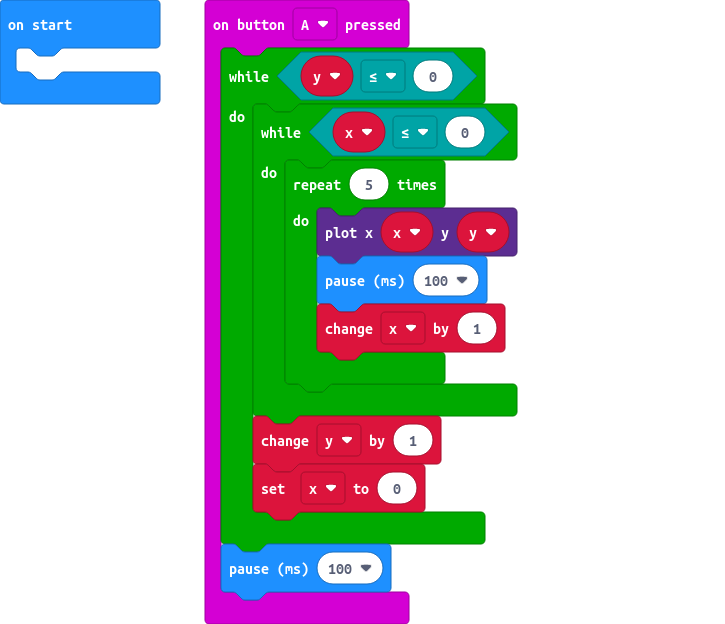 on start
on button A pressed
while y ≤ 0
do
while x ≤ 0
do
repeat 5 times
do
plot x x y y
pause (ms) 100
change x by 1
change y by 1
set x to 0
pause (ms) 100